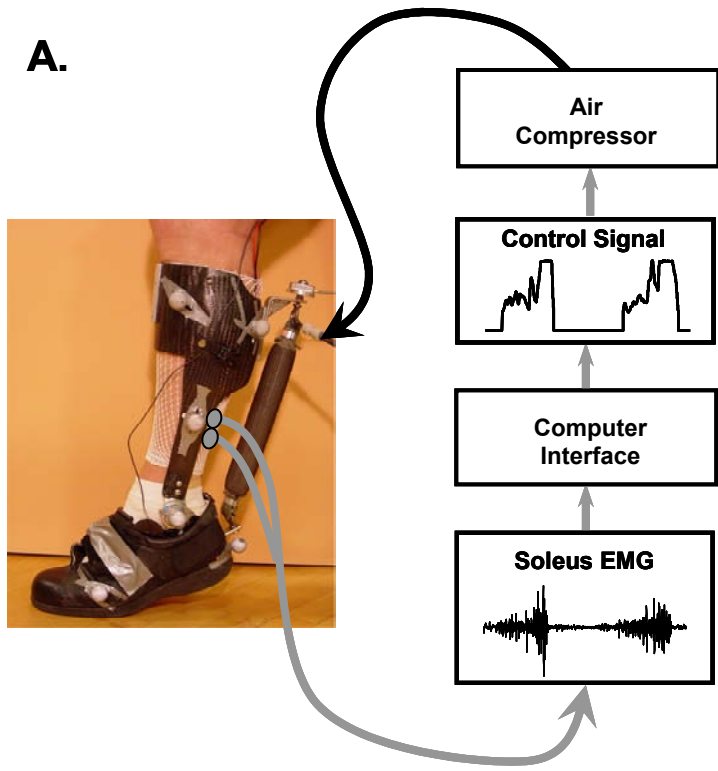 A.
Air
Compressor
Control Signal
Computer
Interface
Soleus EMG